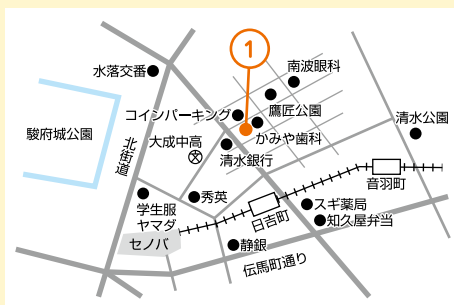 1
南波眼科
水落交番
コインパーキング
鷹匠公園
清水公園
駿府城公園
北街道
大成中高
かみや歯科
清水銀行
音羽町
学生服
ヤマダ
秀英
日吉町
スギ薬局
知久屋弁当
セノバ
静銀
伝馬町通り